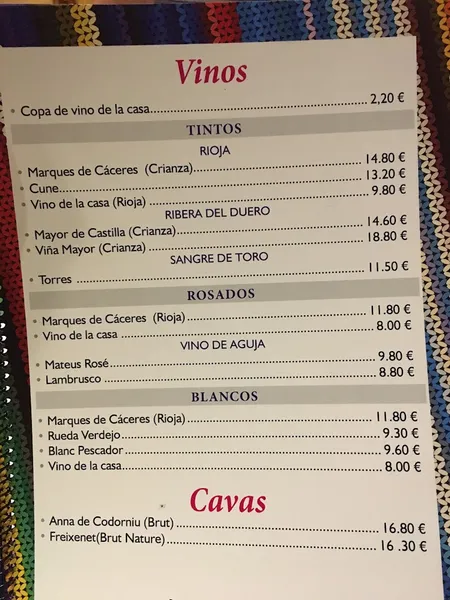 Vinos
Copa de vino de la casa..........2,20 €
TINTOS
RIOJA
Marques de Cáceres (Crianza)..........14.80 €
Cune..........13.20 €
Vino de la casa (Rioja)..........9.80 €
RIBERA DEL DUERO
Mayor de Castilla (Crianza)..........14.60 €
Viña Mayor (Crianza)..........18.80 €
SANGRE DE TORO
Torres..........11.50 €
ROSADOS
Marques de Cáceres (Rioja)..........11.80 €
Vino de la casa..........8.00 €
VINO DE AGUJA
Mateus Rosé..........9.80 €
Lambrusco..........8.80 €
BLANCOS
Marques de Cáceres (Rioja)..........11.80 €
Rueda Verdejo..........9.30 €
Blanc Pescador..........9.60 €
Vino de la casa..........8.00 €
Cavas
Anna de Codorniu (Brut)..........16.80 €
Freixenet(Brut Nature)..........16 .30 €